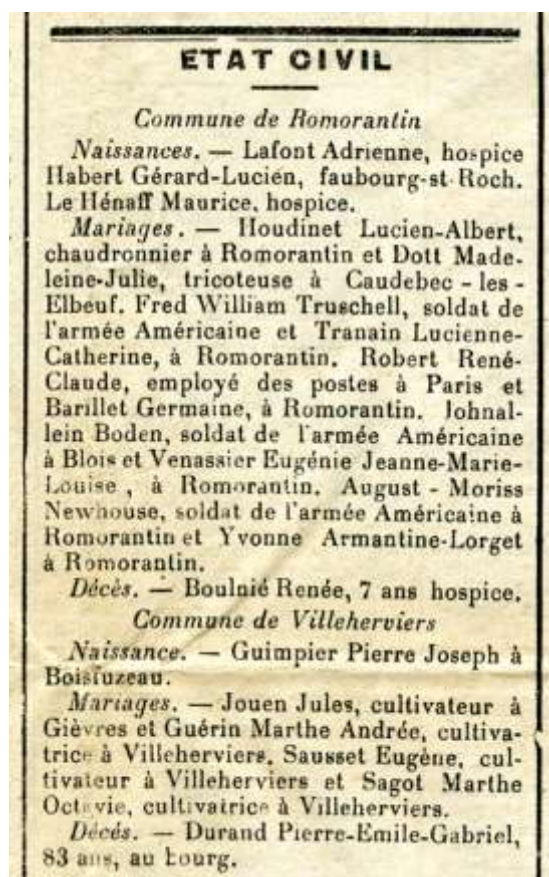 ETAT CIVIL
Commune de Romorantin
Naissances. — Lafont Adrienne, hospice
Habert Gérard-Lucien, faubourg-st Roch.
Le Hénaff Maurice, hospice.
Mariages. — Houdinet Lucien-Albert,
chaudronnier à Romorantin et Dott Made-
leine-Julie, tricoteuse à Caudebec - les -
Elbeuf. Fred William Truschell, soldat de
l'armée Américaine et Tranain Lucienne-
Catherine, à Romorantin. Robert René-
Claude, employé des postes à Paris et
Barillet Germaine, à Romorantin. Johnal-
lein Boden, soldat de l'armée Américaine
à Blois et Venassier Eugénie Jeanne-Marie-
Louise , à Romorantin. August - Moriss
Newhouse, soldat de l'armée Américaine à
Romorantin et Yvonne Armantine-Lorget
à Romorantin.
Décès. — Boulnié Renée, 7 ans hospice.
Commune de Villeherviers
Naissance. — Guimpier Pierre Joseph à
Boisfuzeau.
Mariages. — Jouen Jules, cultivateur à
Gièvres et Guérin Marthe Andrée, cultiva-
trice à Villeherviers. Sausset Eugène, cul-
tivateur à Villeherviers et Sagot Marthe
Octavie, cultivatrice à Villeherviers.
Décés. — Durand Pierre-Emile-Gabriel,
83 ans, au bourg.